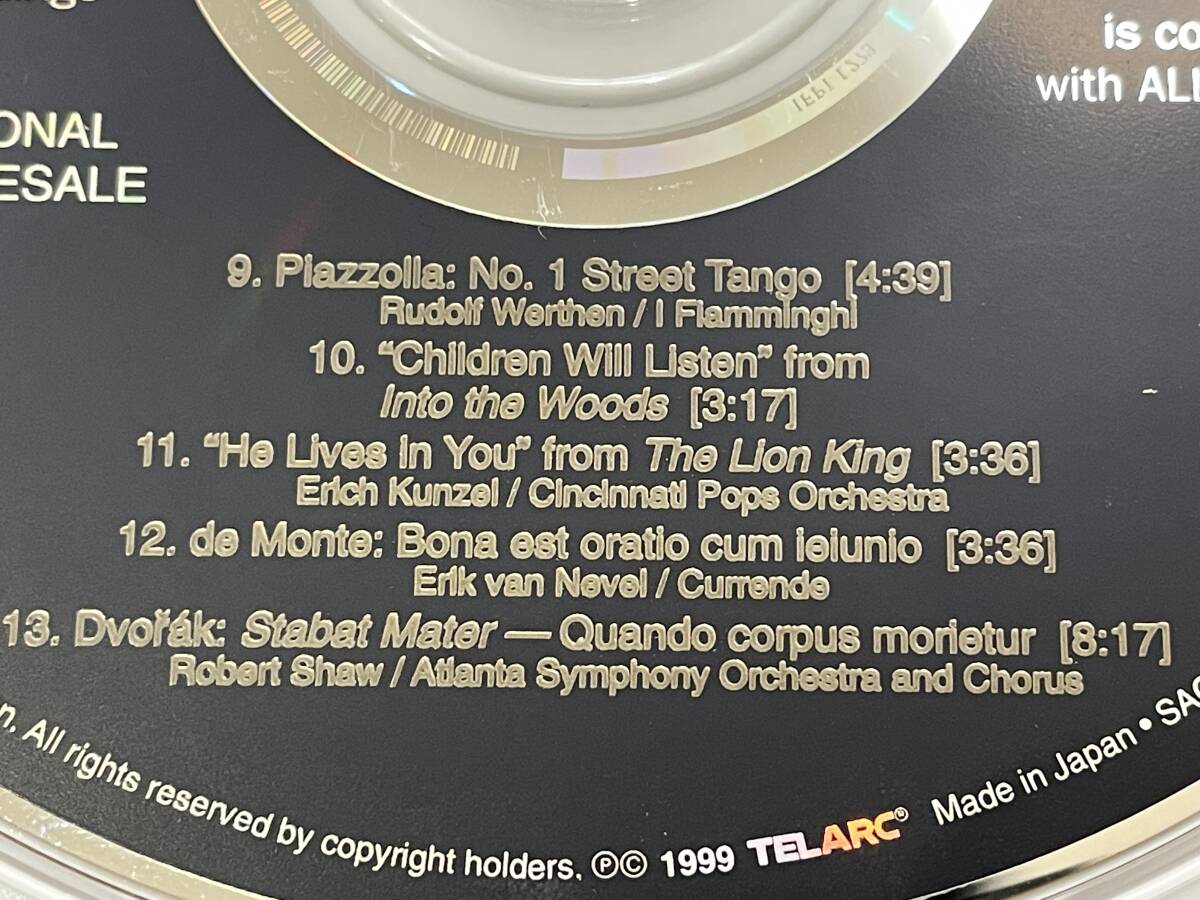 is co
with ALL
ONAL
ESALE
9. Piazzolla: No. 1 Street Tango [4:39]
Rudolf Werthen / I Fiamminghi
10. “Children Will Listen” from
Into the Woods [3:17]
11. “He Lives in You” from The Lion King [3:36]
Erich Kunzel / Cincinnati Pops Orchestra
12. de Monte: Bona est oratio cum ieiunio [3:36]
Erik van Nevel / Currende
13. Dvořák: Stabat Mater — Quando corpus morietur [8:17]
Robert Shaw / Atlanta Symphony Orchestra and Chorus
n. All rights reserved by copyright holders. ℗© 1999 TELARC® Made in Japan • SAC